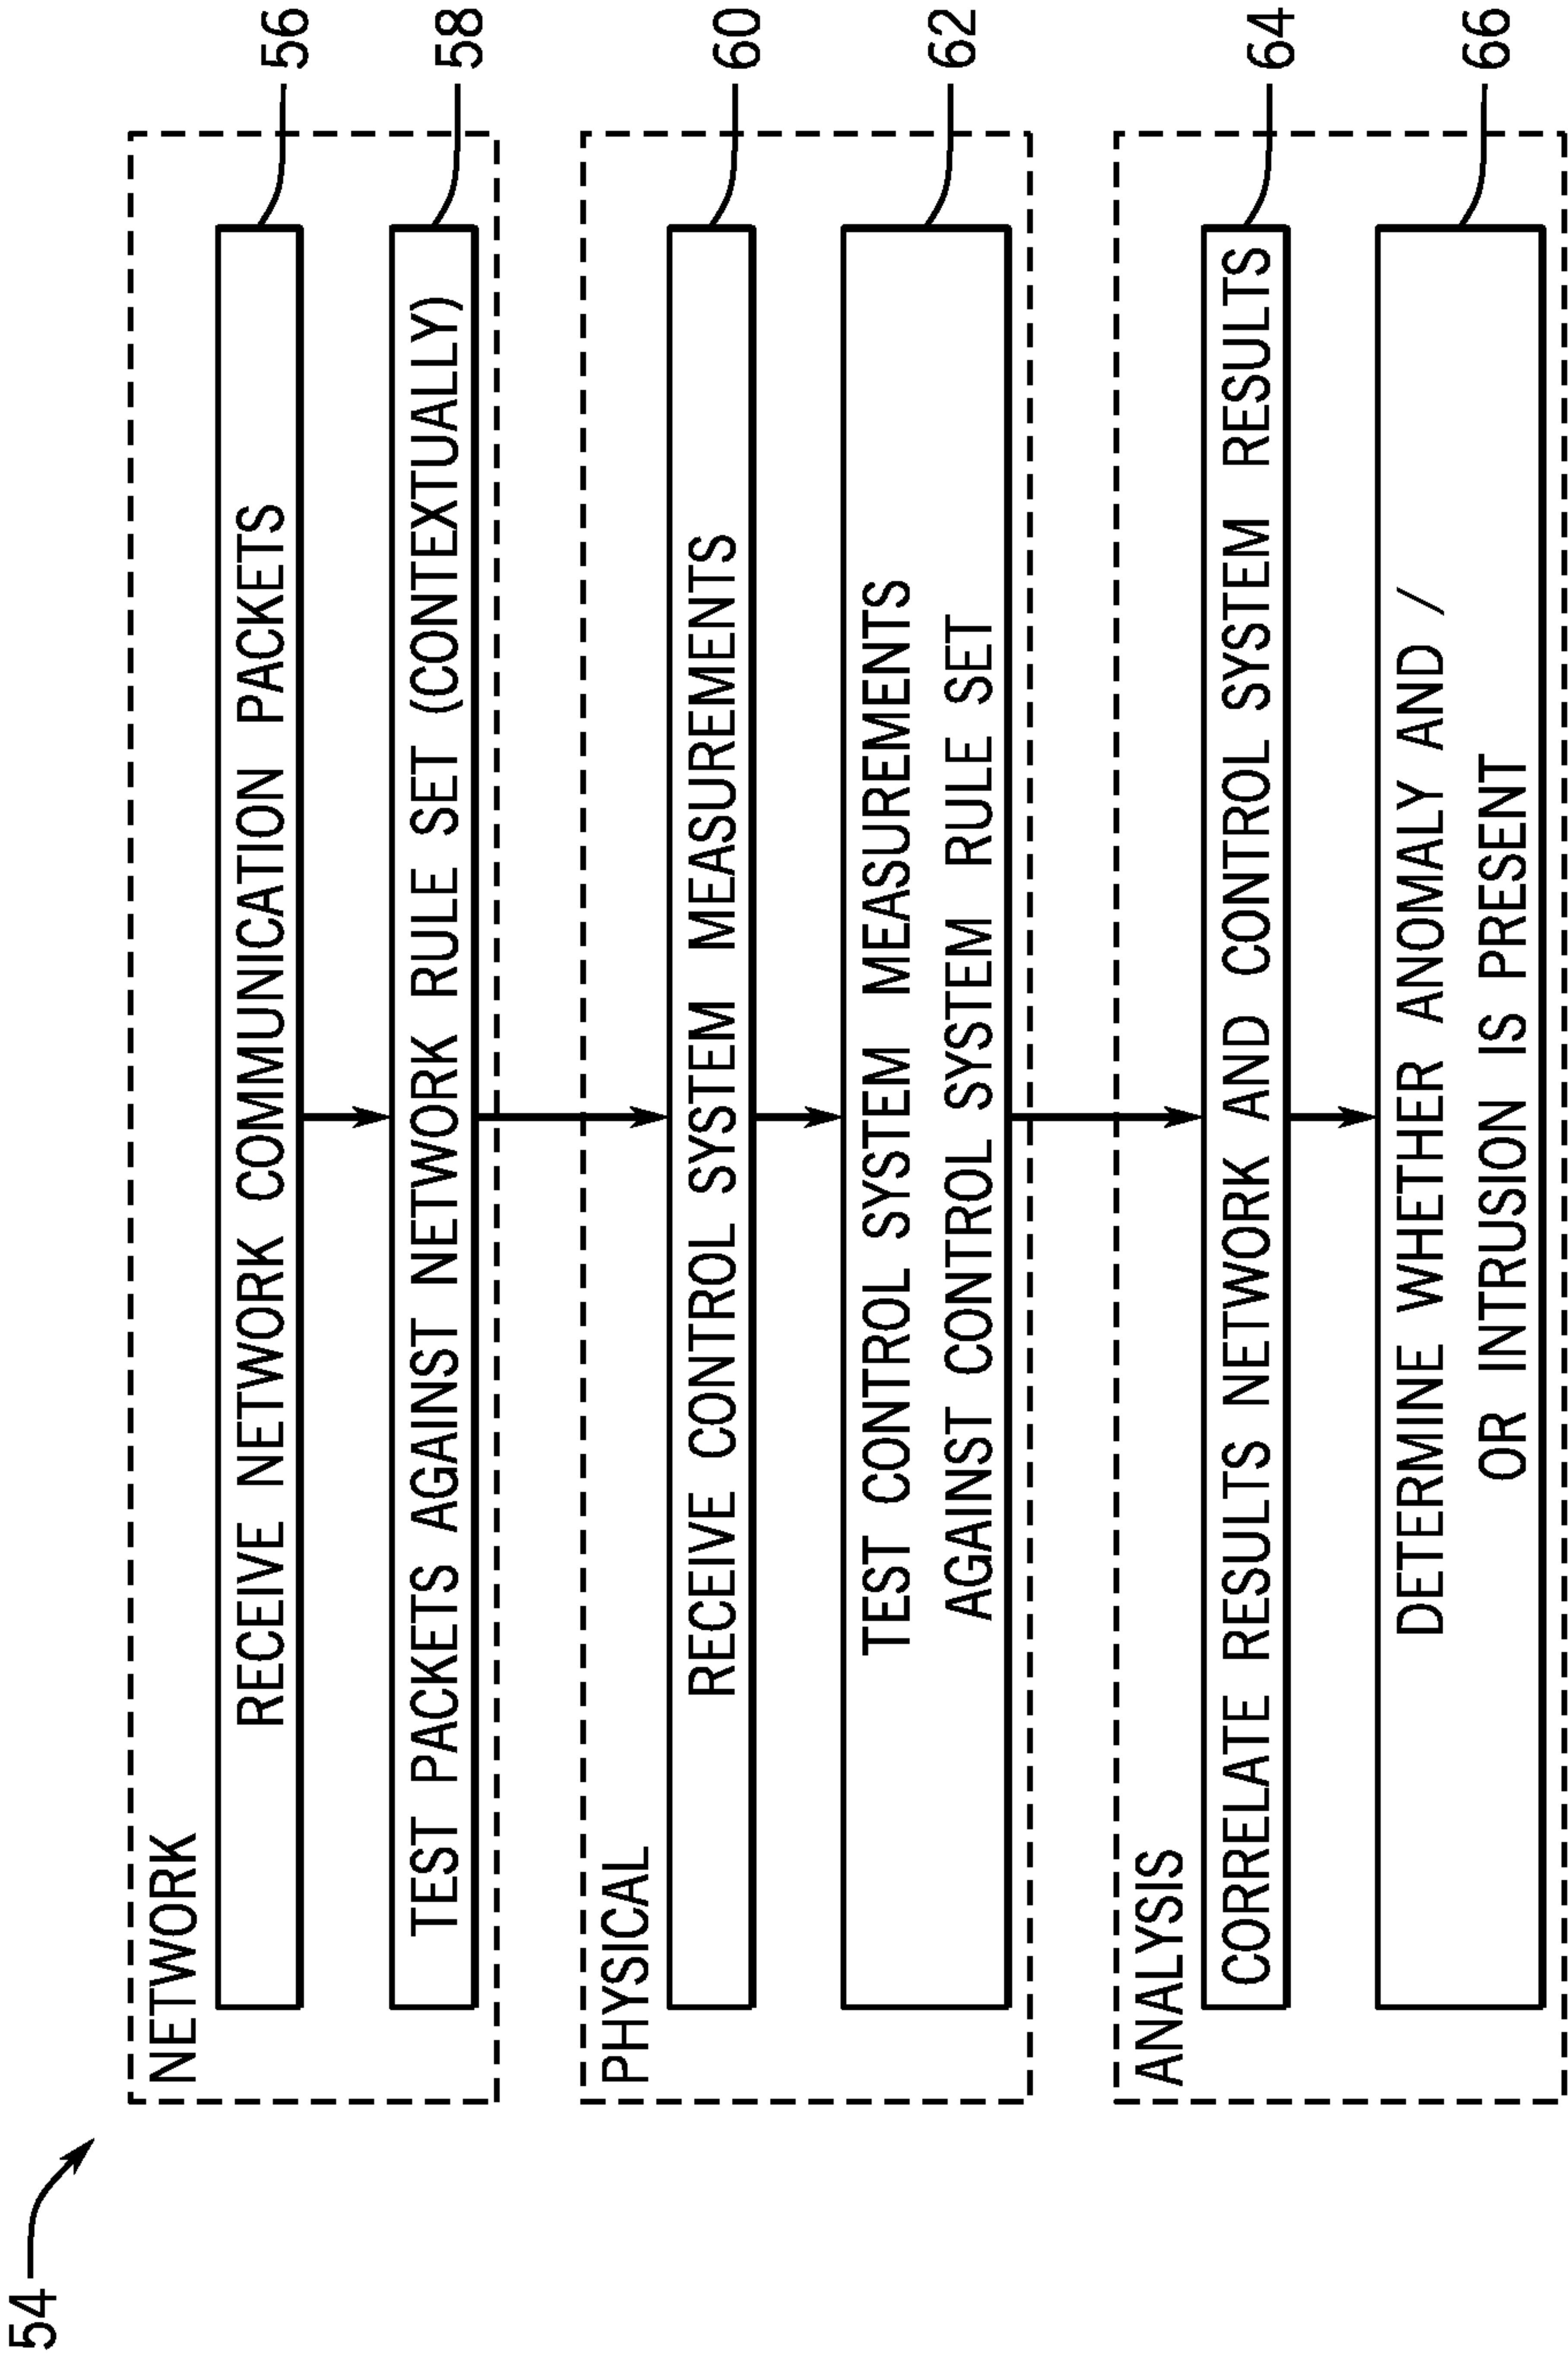 54
NETWORK
RECEIVE NETWORK COMMUNICATION PACKETS
56
TEST PACKETS AGAINST NETWORK RULE SET (CONTEXTUALLY)
58
PHYSICAL
RECEIVE CONTROL SYSTEM MEASUREMENTS
60
TEST CONTROL SYSTEM MEASUREMENTS
AGAINST CONTROL SYSTEM RULE SET
62
ANALYSIS
CORRELATE RESULTS NETWORK AND CONTROL SYSTEM RESULTS
64
DETERMINE WHETHER ANOMALY AND /
OR INTRUSION IS PRESENT
66